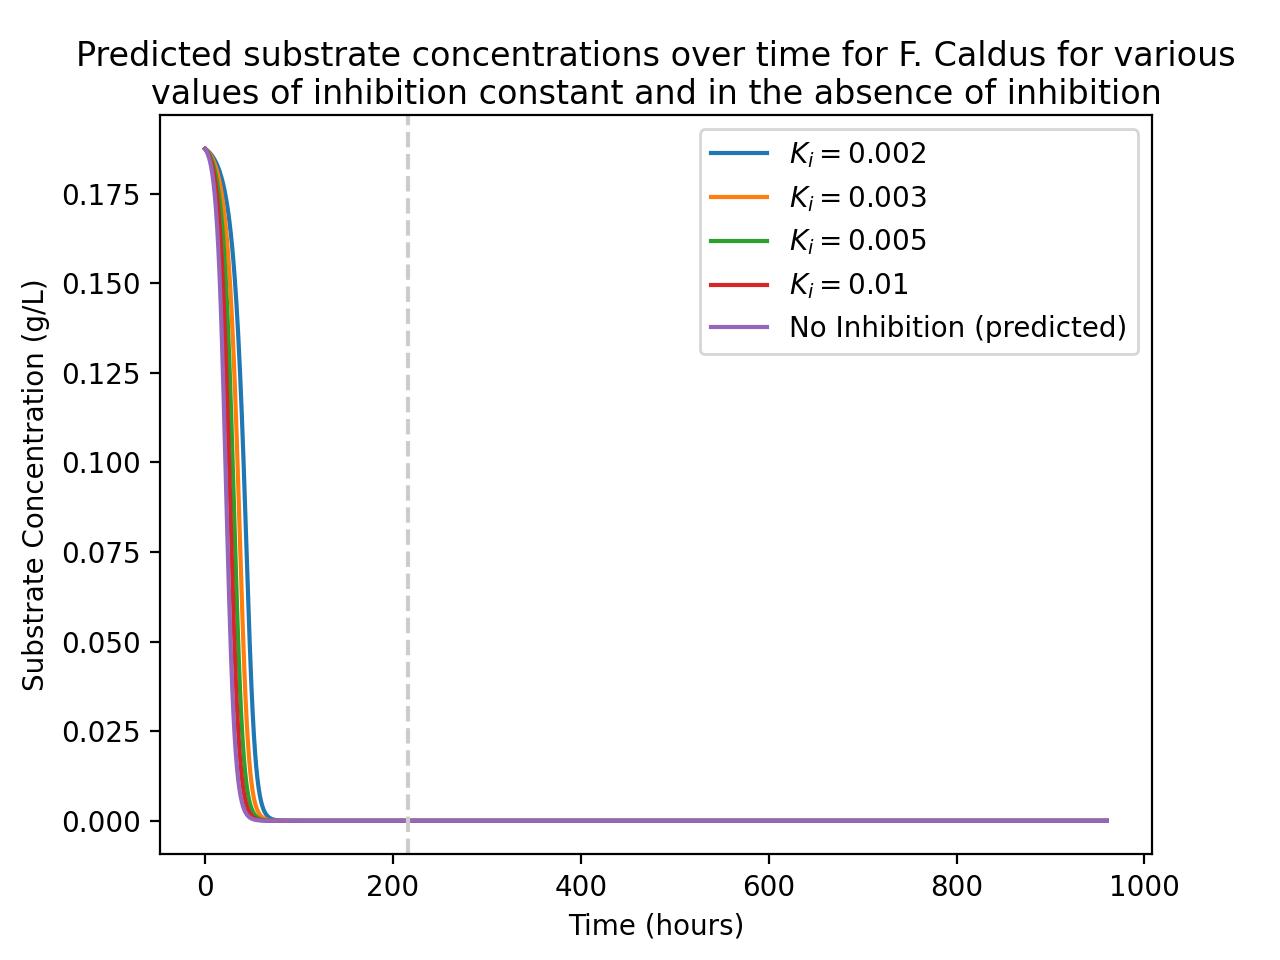 Predicted substrate concentrations over time for F. Caldus for various
values of inhibition constant and in the absence of inhibition
Substrate Concentration (g/L)
0.175
0.150
0.125
0.100
0.075
0.050
0.025
0.000
K_i = 0.002
K_i = 0.003
K_i = 0.005
K_i = 0.01
No Inhibition (predicted)
0 200 400 600 800 1000
Time (hours)